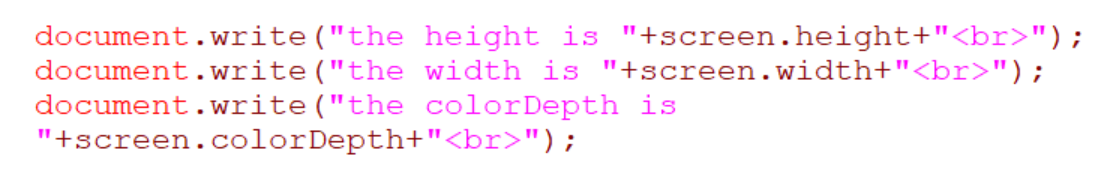 document.write("the height is "+screen.height+"<br>");
document.write("the width is "+screen.width+"<br>");
document.write("the colorDepth is
"+screen.colorDepth+"<br>");